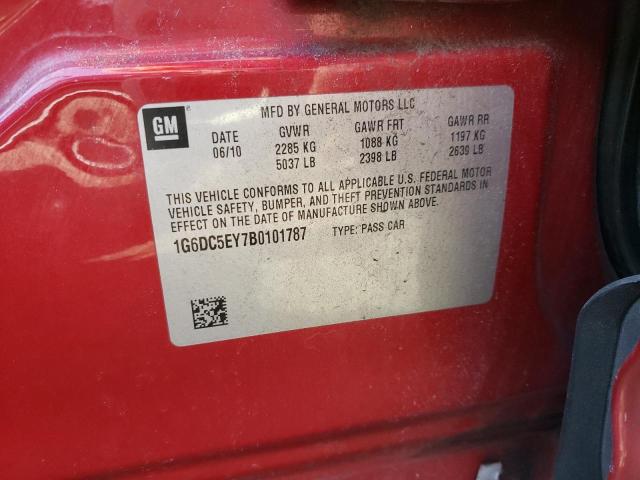 MFD BY GENERAL MOTORS LLC
GM
DATE GVWR GAWR FRT GAWR RR
06/10 2285 KG 1088 KG 1197 KG
5037 LB 2398 LB 2639 LB
THIS VEHICLE CONFORMS TO ALL APPLICABLE U.S. FEDERAL MOTOR
VEHICLE SAFETY, BUMPER, AND THEFT PREVENTION STANDARDS IN
EFFECT ON THE DATE OF MANUFACTURE SHOWN ABOVE.
1G6DC5EY7B0101787 TYPE: PASS CAR